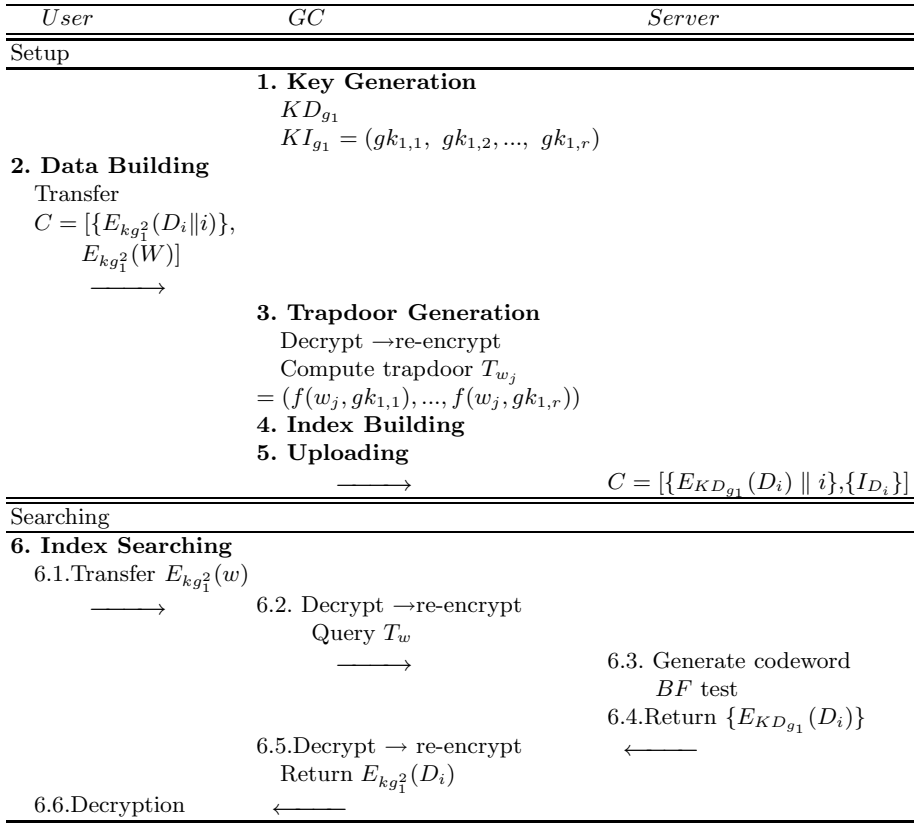 User GC Server
Setup
1. Key Generation
$KD_{g_1}$
$KI_{g_1} = (gk_{1,1},\ gk_{1,2},...,\ gk_{1,r})$
2. Data Building
Transfer
$C = [\{E_{kg_1^2}(D_i \| i)\},$
$E_{kg_1^2}(W)]$
⟶
3. Trapdoor Generation
Decrypt →re-encrypt
Compute trapdoor $T_{w_j}$
$= (f(w_j, gk_{1,1}),..., f(w_j, gk_{1,r}))$
4. Index Building
5. Uploading
⟶ $C = [\{E_{KD_{g_1}}(D_i) \parallel i\},\{I_{D_i}\}]$
Searching
6. Index Searching
6.1.Transfer $E_{kg_1^2}(w)$
⟶ 6.2. Decrypt →re-encrypt
Query $T_w$
⟶ 6.3. Generate codeword
BF test
6.4.Return $\{E_{KD_{g_1}}(D_i)\}$
6.5.Decrypt → re-encrypt ⟵
Return $E_{kg_1^2}(D_i)$
6.6.Decryption ⟵